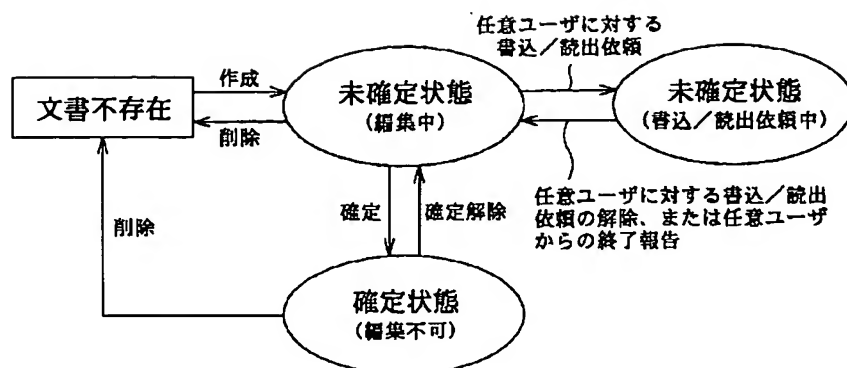 任意ユーザに対する
書込／読出依頼
作成
文書不存在
未確定状態
(編集中)
未確定状態
(書込／読出依頼中)
削除
任意ユーザに対する書込／読出
依頼の解除、または任意ユーザ
からの終了報告
確定
確定解除
削除
確定状態
(編集不可)